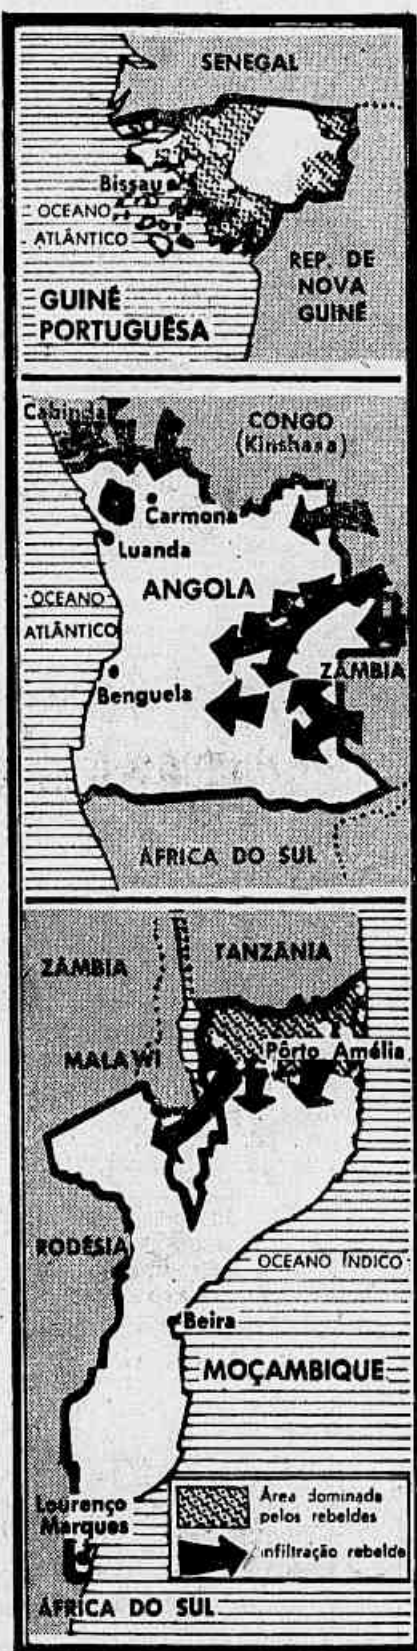 SENEGAL
Bissau
OCEANO
ATLÂNTICO
REP. DE
NOVA
GUINÉ
GUINÉ
PORTUGUÊSA
Cabinda
CONGO
(Kinshasa)
Carmona
Luanda
ANGOLA
OCEANO
ATLÂNTICO
ZÂMBIA
Benguela
ÁFRICA DO SUL
ZÂMBIA
TANZÂNIA
MALAWI
Pôrto Amélia
RODÉSIA
OCEANO ÍNDICO
Beira
MOÇAMBIQUE
Lourenço
Marques
Área dominada
pelos rebeldes
infiltração rebelde
ÁFRICA DO SUL